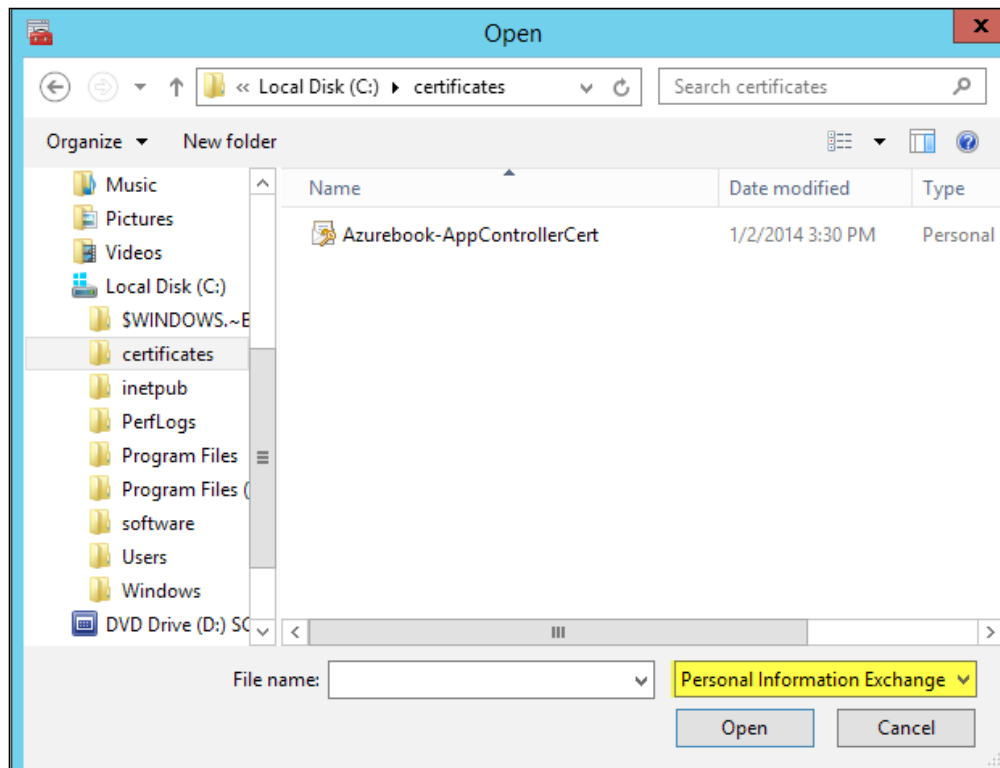 Open
x
« Local Disk (C:) ▸ certificates
Search certificates
Organize
New folder
Music
Pictures
Videos
Local Disk (C:)
$WINDOWS.~E
certificates
inetpub
PerfLogs
Program Files
Program Files (
software
Users
Windows
DVD Drive (D:) SC
Name Date modified Type
Azurebook-AppControllerCert 1/2/2014 3:30 PM Personal
File name:
Personal Information Exchange
Open Cancel